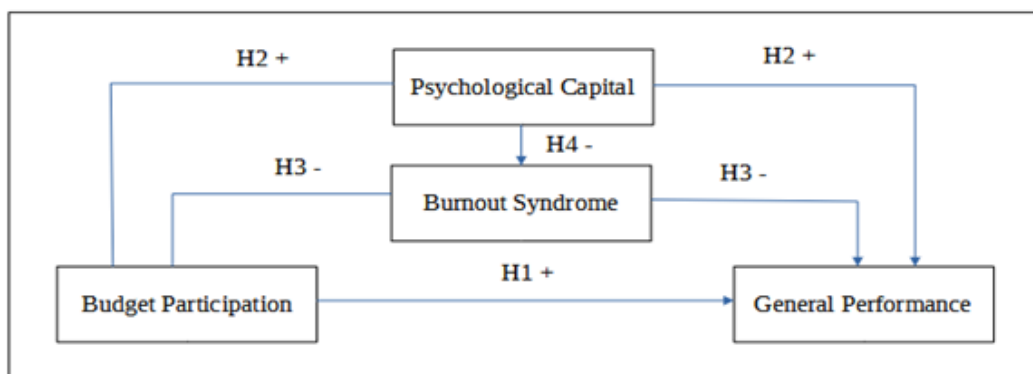 H2 +
H2 +
Psychological Capital
H4 -
H3 -
H3 -
Burnout Syndrome
H1 +
Budget Participation
General Performance